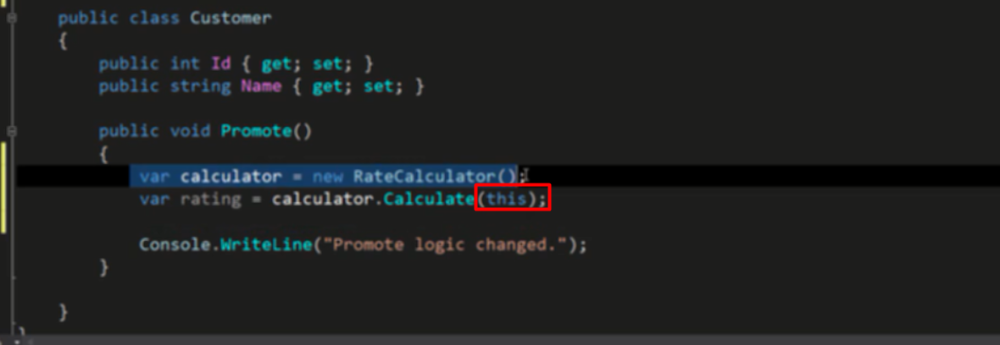 public class Customer
{
public int Id { get; set; }
public string Name { get; set; }
public void Promote()
{
var calculator = new RateCalculator();
var rating = calculator.Calculate(this);
Console.WriteLine("Promote logic changed.");
}
}
}